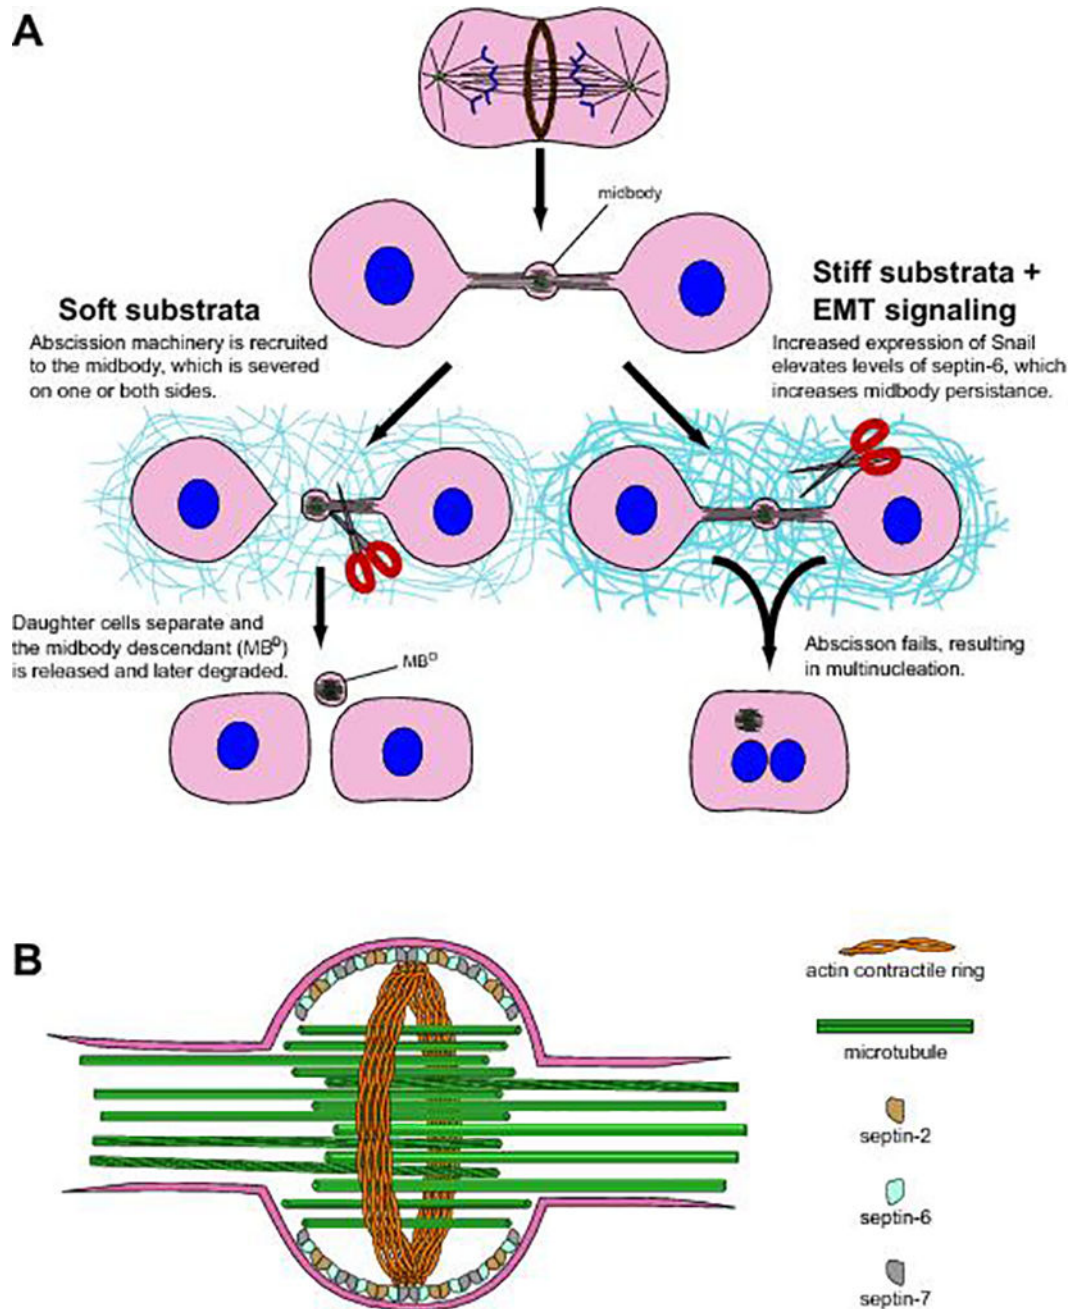 A
midbody
Soft substrata
Abscission machinery is recruited
to the midbody, which is severed
on one or both sides.
Stiff substrata +
EMT signaling
Increased expression of Snail
elevates levels of septin-6, which
increases midbody persistance.
Daughter cells separate and
the midbody descendant (MBᴰ)
is released and later degraded.
MBᴰ
Abscisson fails, resulting
in multinucleation.
B
actin contractile ring
microtubule
septin-2
septin-6
septin-7